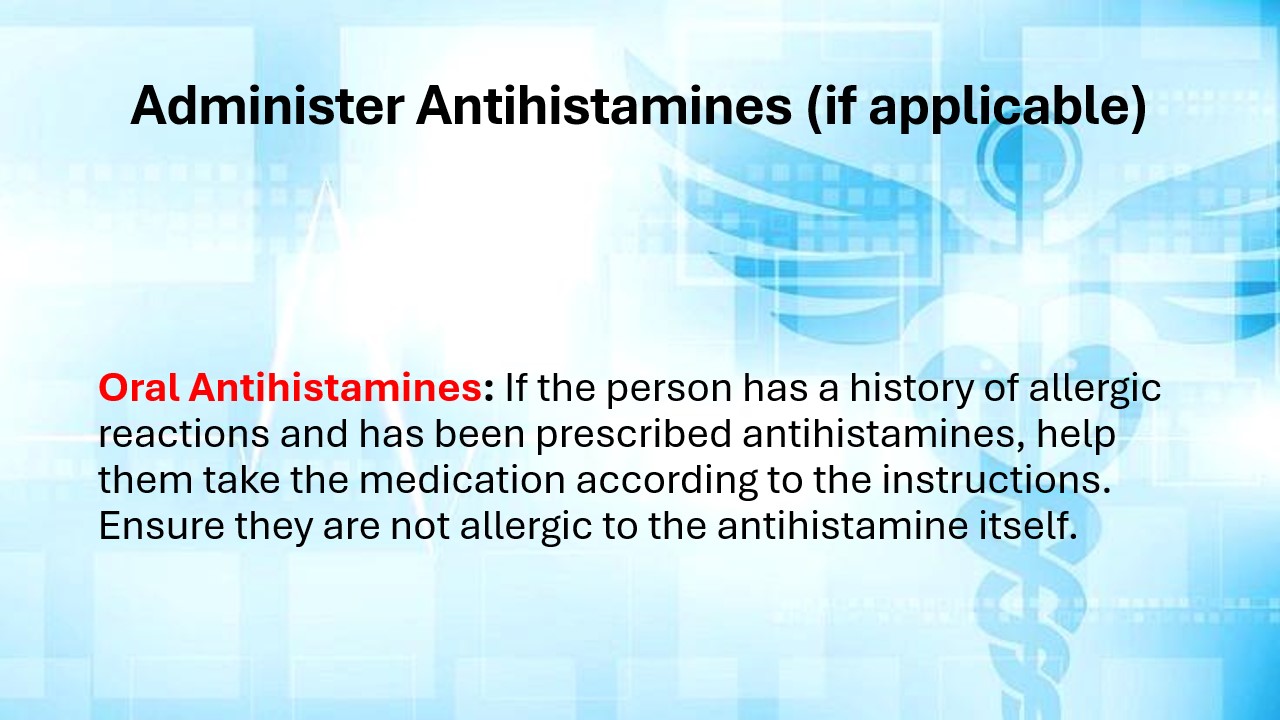 Administer Antihistamines (if applicable)
Oral Antihistamines: If the person has a history of allergic
reactions and has been prescribed antihistamines, help
them take the medication according to the instructions.
Ensure they are not allergic to the antihistamine itself.